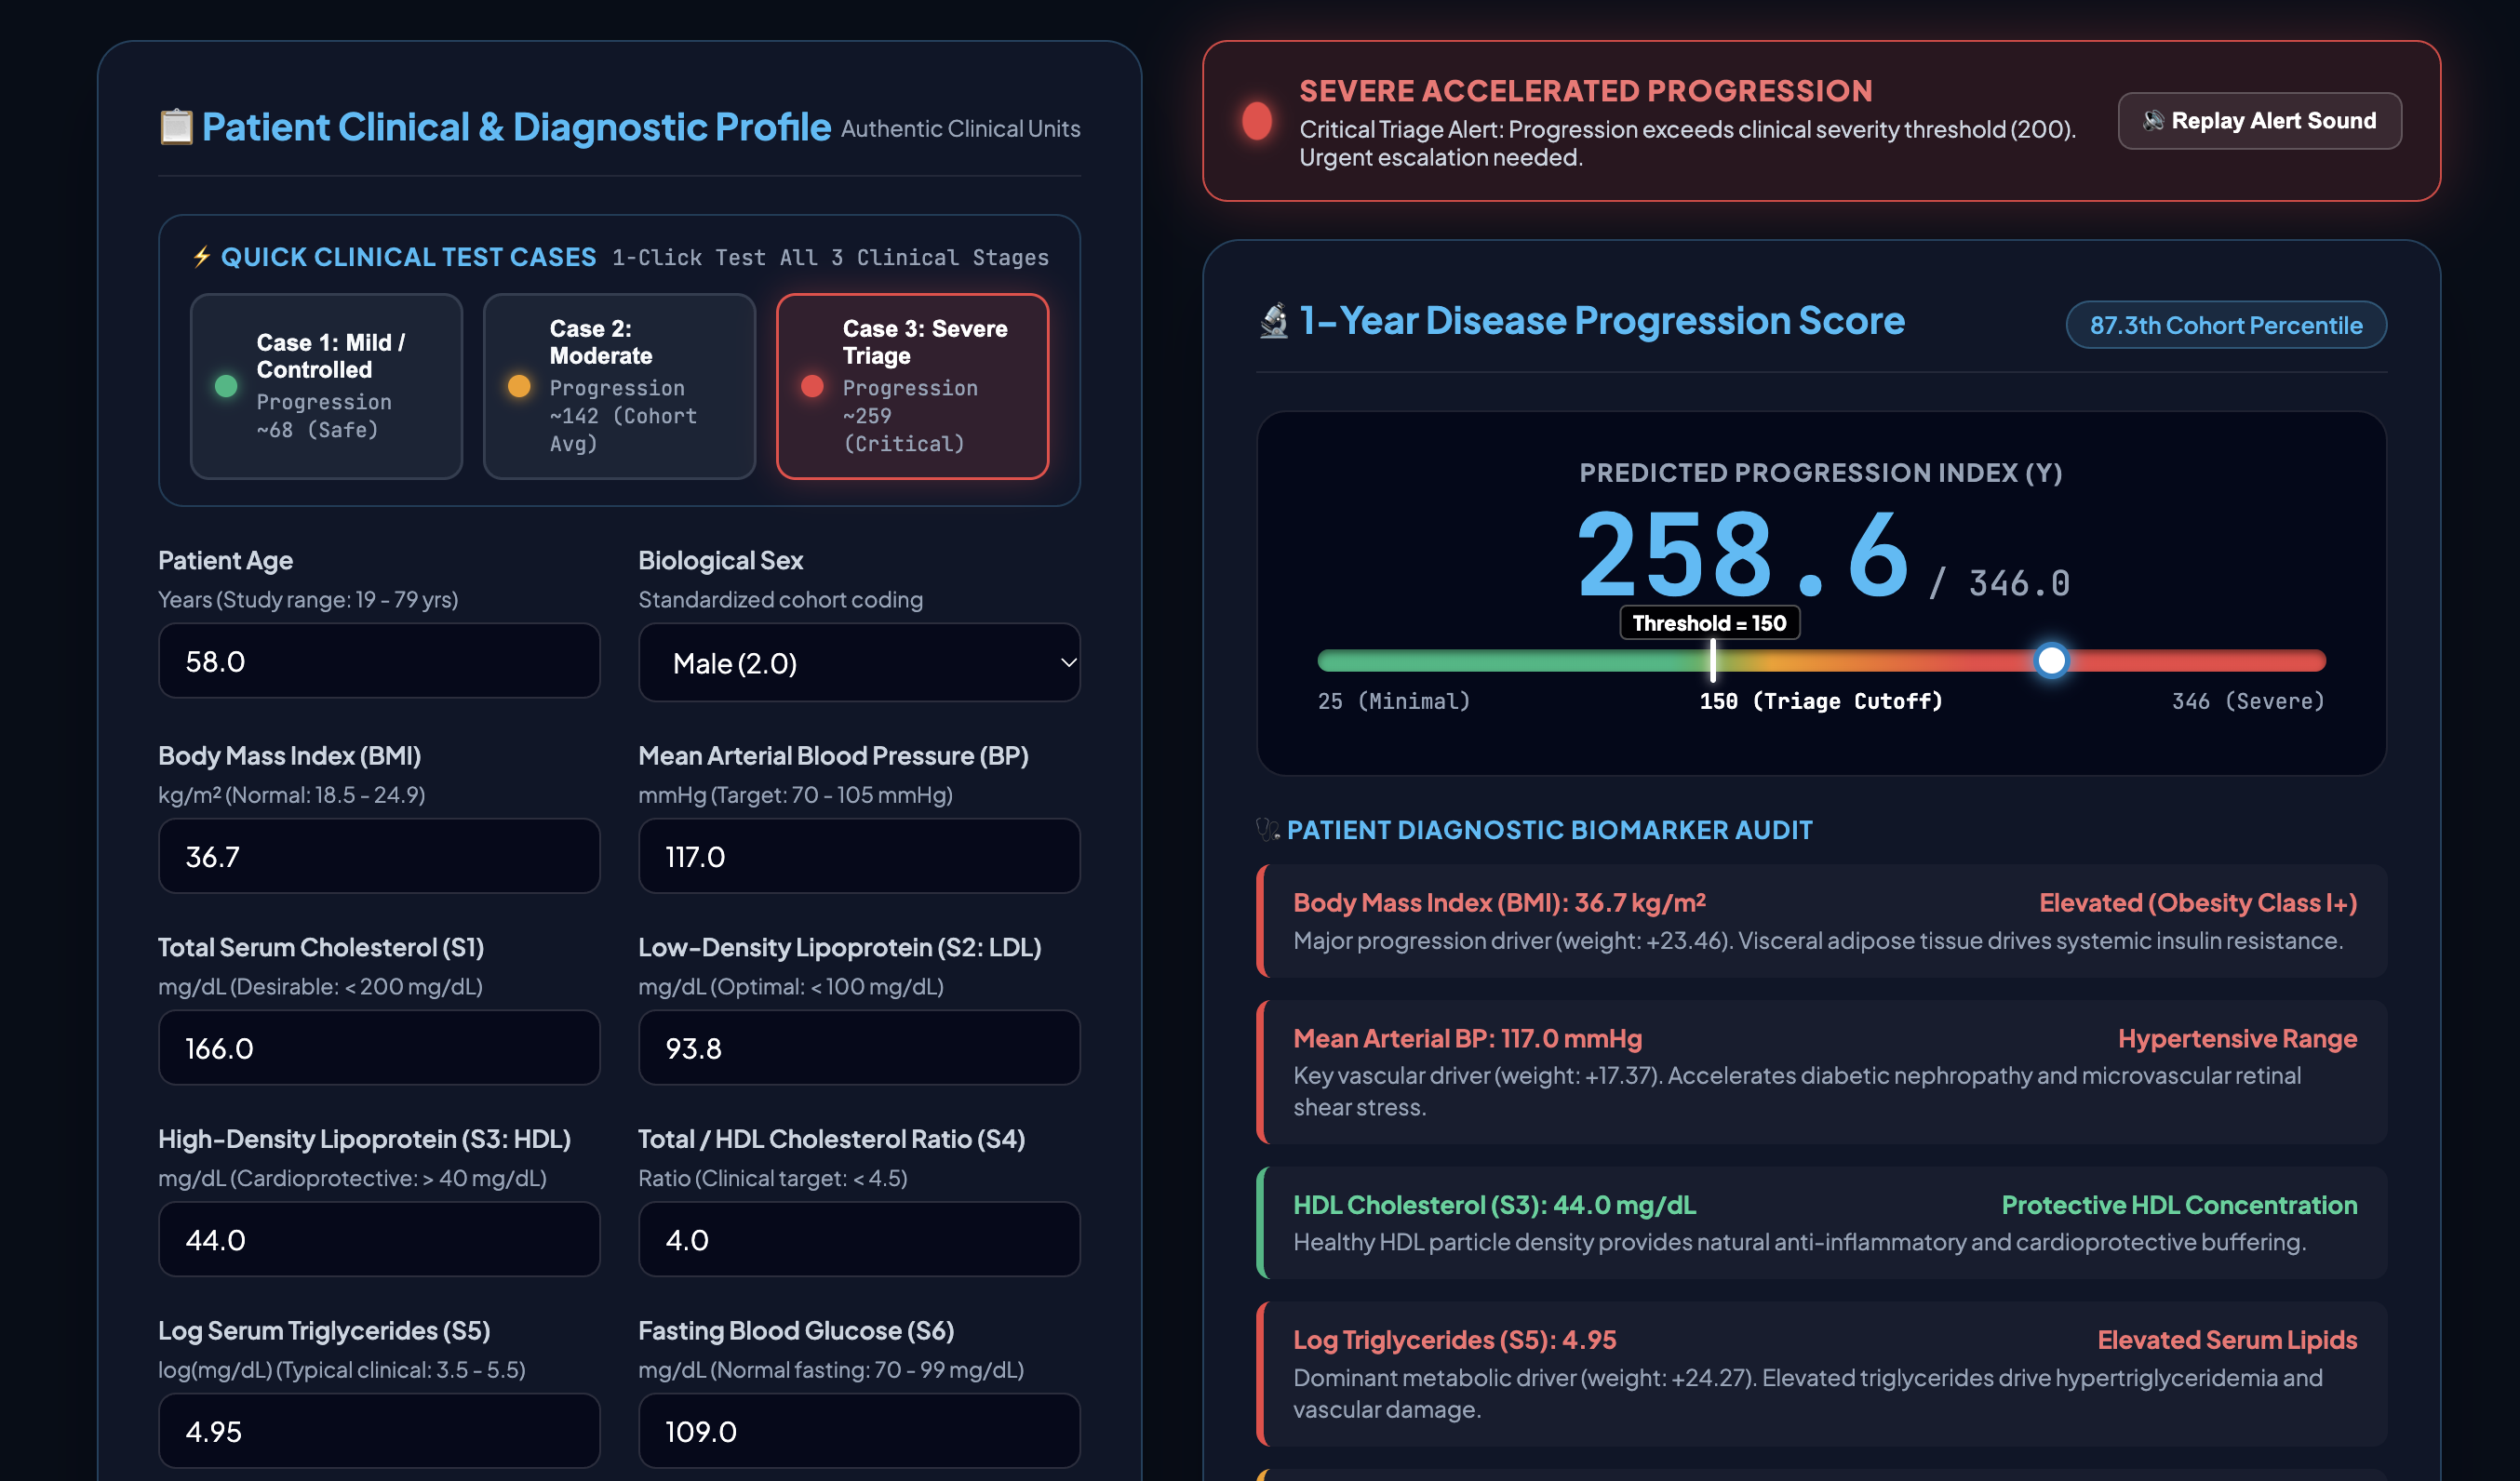 📋 Patient Clinical & Diagnostic Profile Authentic Clinical Units
⚡ QUICK CLINICAL TEST CASES 1-Click Test All 3 Clinical Stages
Case 1: Mild /
Controlled
Progression
~68 (Safe)
Case 2:
Moderate
Progression
~142 (Cohort
Avg)
Case 3: Severe
Triage
Progression
~259
(Critical)
Patient Age
Years (Study range: 19 - 79 yrs)
58.0
Biological Sex
Standardized cohort coding
Male (2.0)
Body Mass Index (BMI)
kg/m² (Normal: 18.5 - 24.9)
36.7
Mean Arterial Blood Pressure (BP)
mmHg (Target: 70 - 105 mmHg)
117.0
Total Serum Cholesterol (S1)
mg/dL (Desirable: < 200 mg/dL)
166.0
Low-Density Lipoprotein (S2: LDL)
mg/dL (Optimal: < 100 mg/dL)
93.8
High-Density Lipoprotein (S3: HDL)
mg/dL (Cardioprotective: > 40 mg/dL)
44.0
Total / HDL Cholesterol Ratio (S4)
Ratio (Clinical target: < 4.5)
4.0
Log Serum Triglycerides (S5)
log(mg/dL) (Typical clinical: 3.5 - 5.5)
4.95
Fasting Blood Glucose (S6)
mg/dL (Normal fasting: 70 - 99 mg/dL)
109.0
SEVERE ACCELERATED PROGRESSION
Critical Triage Alert: Progression exceeds clinical severity threshold (200).
Urgent escalation needed.
🔊 Replay Alert Sound
🔬 1-Year Disease Progression Score
87.3th Cohort Percentile
PREDICTED PROGRESSION INDEX (Y)
258.6 / 346.0
Threshold = 150
25 (Minimal)
150 (Triage Cutoff)
346 (Severe)
🩺 PATIENT DIAGNOSTIC BIOMARKER AUDIT
Body Mass Index (BMI): 36.7 kg/m²
Elevated (Obesity Class I+)
Major progression driver (weight: +23.46). Visceral adipose tissue drives systemic insulin resistance.
Mean Arterial BP: 117.0 mmHg
Hypertensive Range
Key vascular driver (weight: +17.37). Accelerates diabetic nephropathy and microvascular retinal
shear stress.
HDL Cholesterol (S3): 44.0 mg/dL
Protective HDL Concentration
Healthy HDL particle density provides natural anti-inflammatory and cardioprotective buffering.
Log Triglycerides (S5): 4.95
Elevated Serum Lipids
Dominant metabolic driver (weight: +24.27). Elevated triglycerides drive hypertriglyceridemia and
vascular damage.